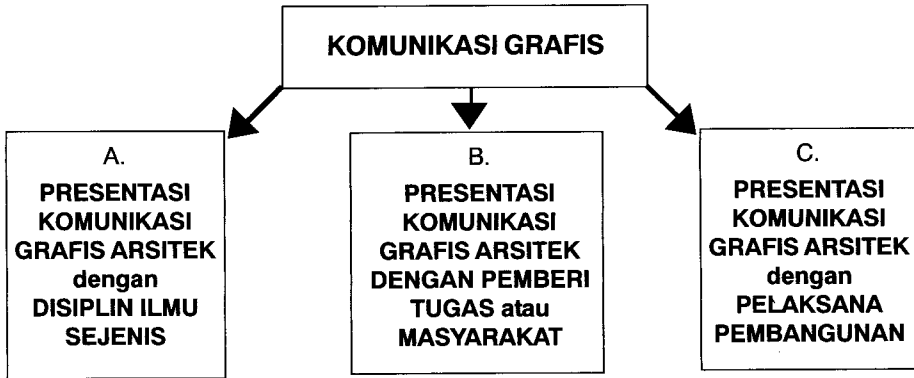 KOMUNIKASI GRAFIS
A.
PRESENTASI
KOMUNIKASI
GRAFIS ARSITEK
dengan
DISIPLIN ILMU
SEJENIS
B.
PRESENTASI
KOMUNIKASI
GRAFIS ARSITEK
DENGAN PEMBERI
TUGAS atau
MASYARAKAT
C.
PRESENTASI
KOMUNIKASI
GRAFIS ARSITEK
dengan
PELAKSANA
PEMBANGUNAN